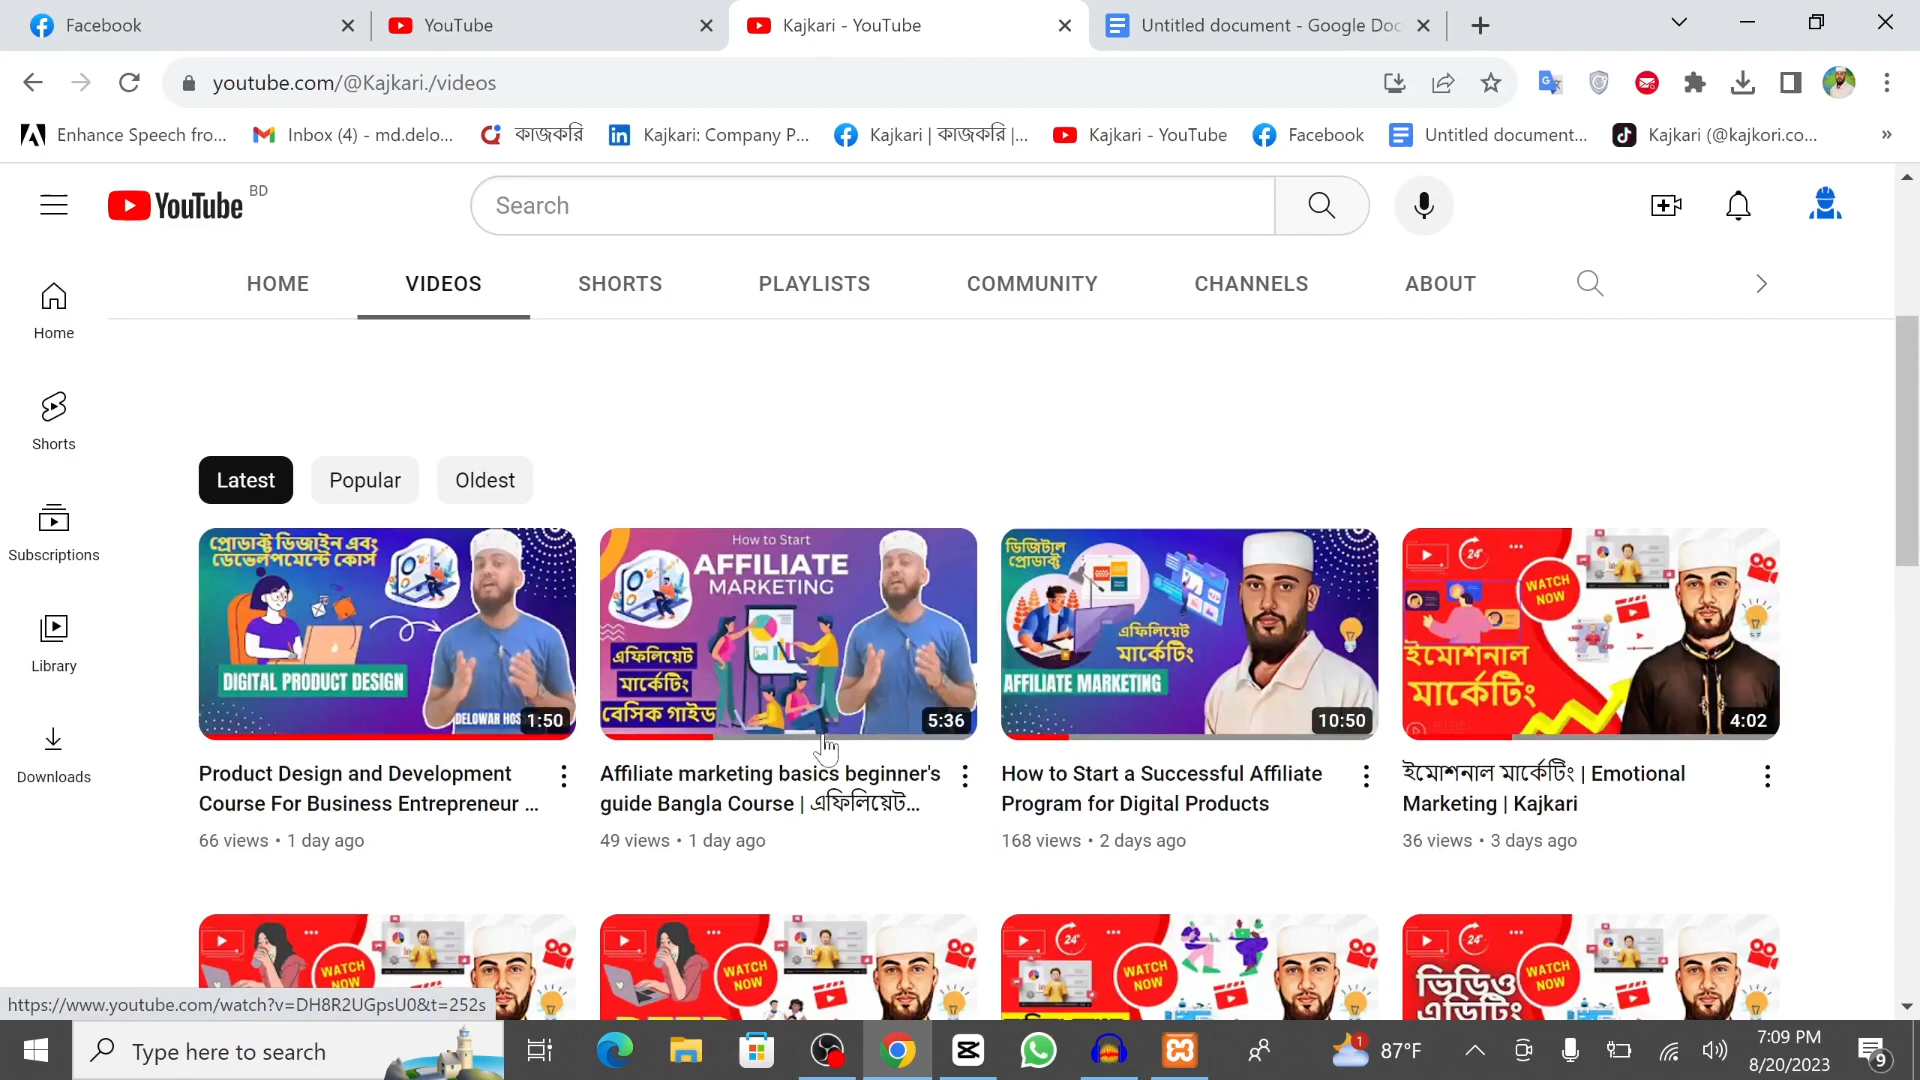 Facebook
YouTube
Kajkari - YouTube
Untitled document - Google Doc
youtube.com/@Kajkari./videos
Enhance Speech fro...
Inbox (4) - md.delo...
কাজকরি
Kajkari: Company P...
Kajkari | কাজকরি |...
Kajkari - YouTube
Facebook
Untitled document...
Kajkari (@kajkori.co...
»
YouTube BD
Search
HOME
VIDEOS
SHORTS
PLAYLISTS
COMMUNITY
CHANNELS
ABOUT
Home
Shorts
Subscriptions
Library
Downloads
Latest
Popular
Oldest
প্রোডাক্ট ডিজাইন এবং
ডেভেলপমেন্টে কোর্স
DIGITAL PRODUCT DESIGN
DELOWAR HOS
1:50
How to Start
AFFILIATE
MARKETING
এফিলিয়েট
মার্কেটিং
বেসিক গাইড
5:36
ডিজিটাল
প্রোডাক্ট
এফিলিয়েট
মার্কেটিং
AFFILIATE MARKETING
10:50
24
WATCH
NOW
ইমোশনাল
মার্কেটিং
4:02
Product Design and Development
Course For Business Entrepreneur ...
66 views • 1 day ago
Affiliate marketing basics beginner's
guide Bangla Course | এফিলিয়েট...
49 views • 1 day ago
How to Start a Successful Affiliate
Program for Digital Products
168 views • 2 days ago
ইমোশনাল মার্কেটিং | Emotional
Marketing | Kajkari
36 views • 3 days ago
WATCH
NOW
WATCH
NOW
24
WATCH
NOW
24
WATCH
NOW
ভিডিও
এডিটিং
https://www.youtube.com/watch?v=DH8R2UGpsU0&t=252s
Type here to search
1
87°F
7:09 PM
8/20/2023
9